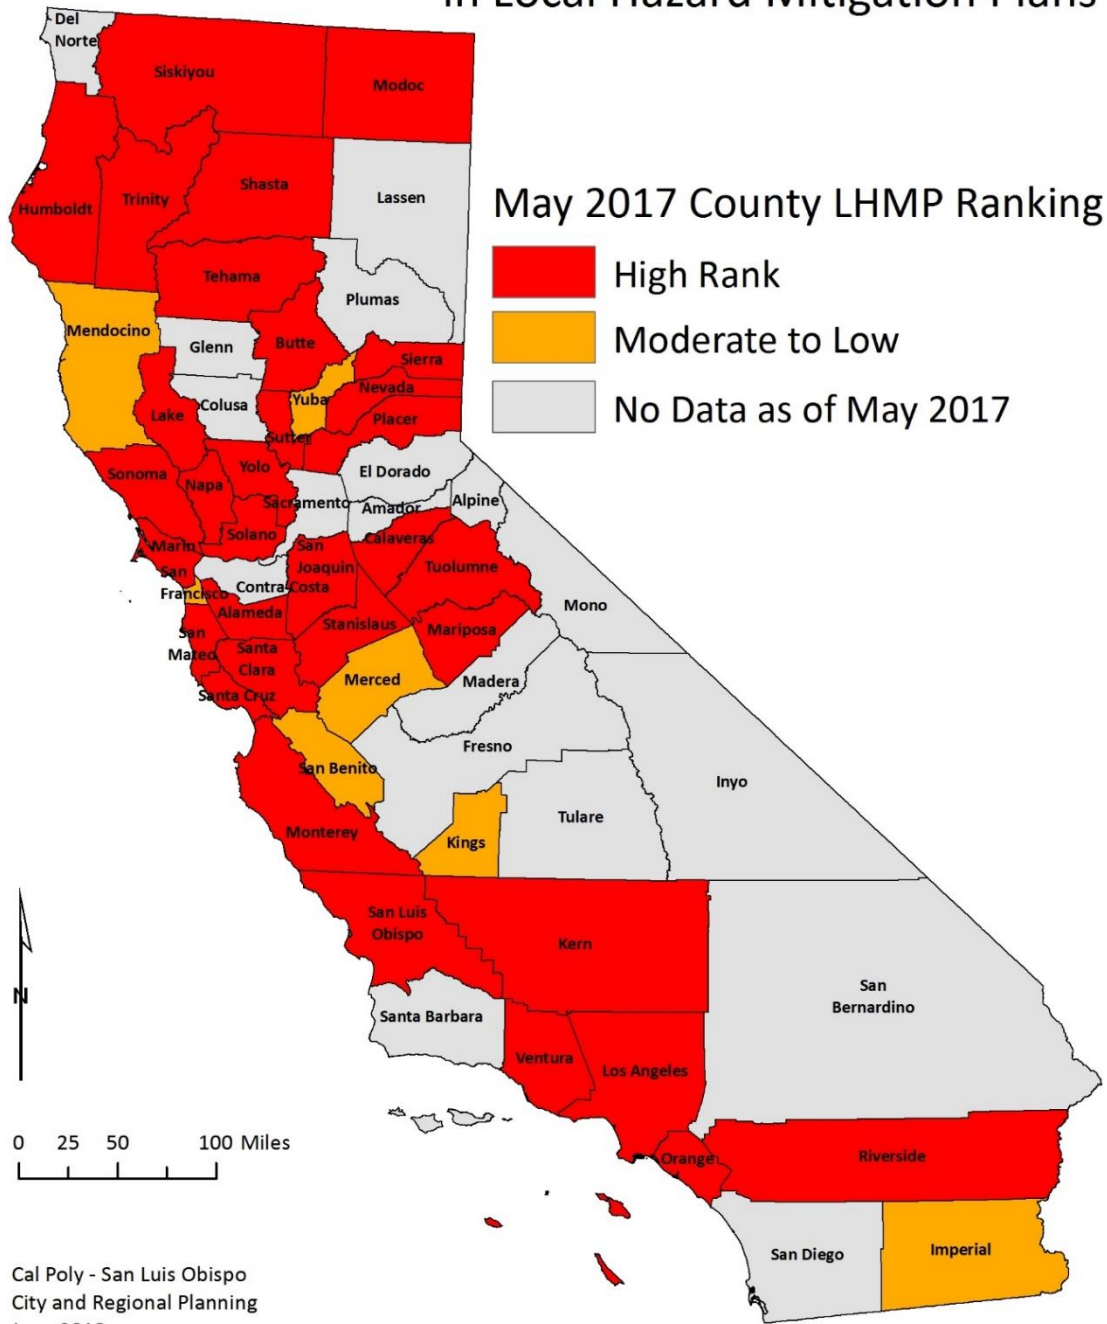 in Local Hazard Mitigation Plans
Del
Norte
Siskiyou
Modoc
Humboldt
Trinity
Shasta
Lassen
May 2017 County LHMP Ranking
High Rank
Moderate to Low
No Data as of May 2017
Tehama
Plumas
Mendocino
Glenn
Butte
Sierra
Nevada
Colusa
Yuba
Lake
Placer
Sutter
Sonoma
Napa
Yolo
El Dorado
Sacramento
Amador
Alpine
Solano
Marin
Calaveras
San
Joaquin
Tuolumne
San
Francisco
Contra Costa
Mono
Alameda
Stanislaus
Mariposa
San
Mateo
Santa
Clara
Merced
Madera
Santa Cruz
Fresno
San Benito
Inyo
Tulare
Monterey
Kings
San Luis
Obispo
Kern
N
Santa Barbara
San
Bernardino
Ventura
Los Angeles
0 25 50 100 Miles
Orange
Riverside
San Diego
Imperial
Cal Poly - San Luis Obispo
City and Regional Planning